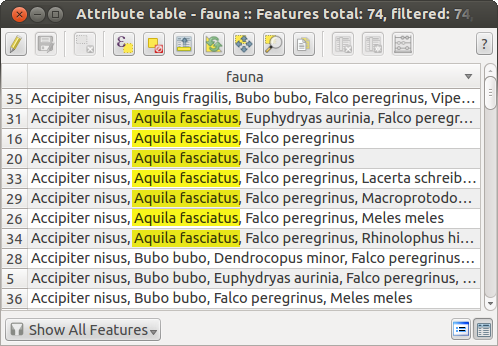 Attribute table - fauna :: Features total: 74, filtered: 74,
?
fauna
35 Accipiter nisus, Anguis fragilis, Bubo bubo, Falco peregrinus, Vipe...
31 Accipiter nisus, Aquila fasciatus, Euphydryas aurinia, Falco peregr...
16 Accipiter nisus, Aquila fasciatus, Falco peregrinus
20 Accipiter nisus, Aquila fasciatus, Falco peregrinus
33 Accipiter nisus, Aquila fasciatus, Falco peregrinus, Lacerta schreib...
29 Accipiter nisus, Aquila fasciatus, Falco peregrinus, Macroprotodo...
26 Accipiter nisus, Aquila fasciatus, Falco peregrinus, Meles meles
34 Accipiter nisus, Aquila fasciatus, Falco peregrinus, Rhinolophus hi...
28 Accipiter nisus, Bubo bubo, Dendrocopus minor, Falco peregrinus...
5 Accipiter nisus, Bubo bubo, Euphydryas aurinia, Falco peregrinus, ...
36 Accipiter nisus, Bubo bubo, Falco peregrinus, Meles meles
Show All Features